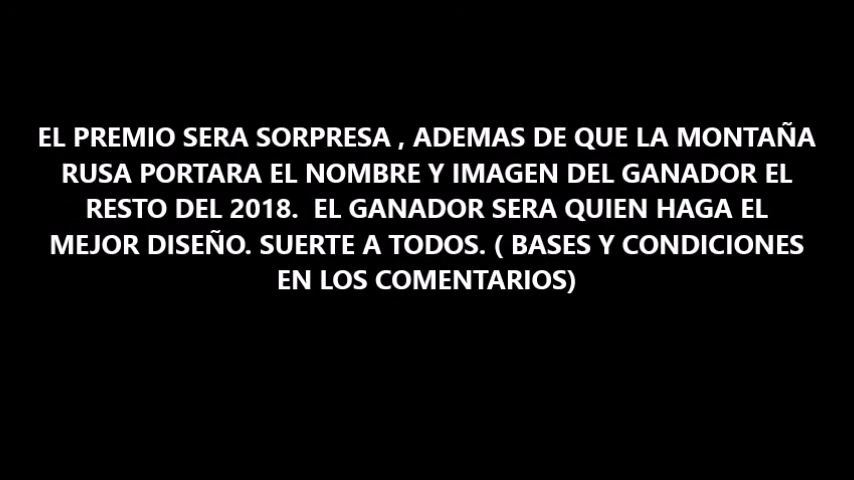 EL PREMIO SERA SORPRESA , ADEMAS DE QUE LA MONTAÑA
RUSA PORTARA EL NOMBRE Y IMAGEN DEL GANADOR EL
RESTO DEL 2018.  EL GANADOR SERA QUIEN HAGA EL
MEJOR DISEÑO. SUERTE A TODOS. ( BASES Y CONDICIONES
EN LOS COMENTARIOS)